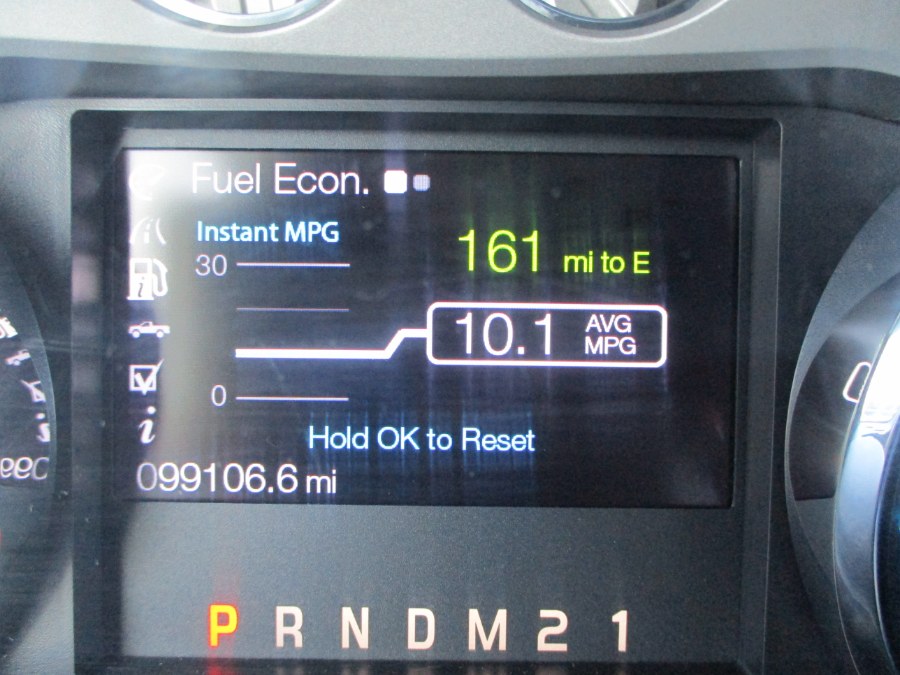 Fuel Econ.
Instant MPG
30
161 mi to E
10.1 AVG
MPG
0
Hold OK to Reset
099106.6 mi
P R N D M 2 1